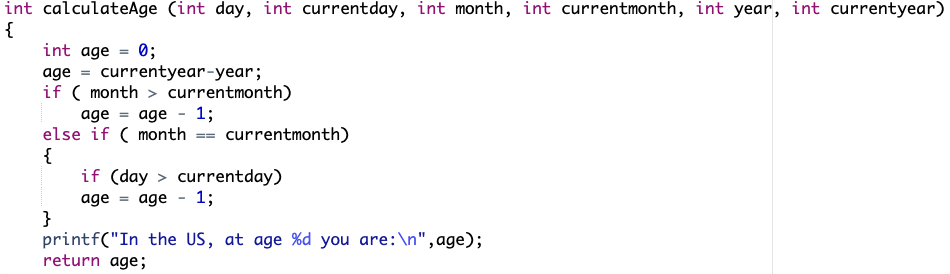 int calculateAge (int day, int currentday, int month, int currentmonth, int year, int currentyear)
{
    int age = 0;
    age = currentyear-year;
    if ( month > currentmonth)
        age = age - 1;
    else if ( month == currentmonth)
    {
        if (day > currentday)
        age = age - 1;
    }
    printf("In the US, at age %d you are:\n",age);
    return age;